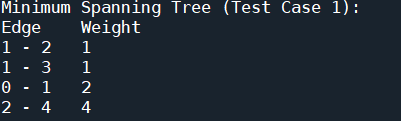 Minimum Spanning Tree (Test Case 1):
Edge    Weight
1 - 2   1
1 - 3   1
0 - 1   2
2 - 4   4